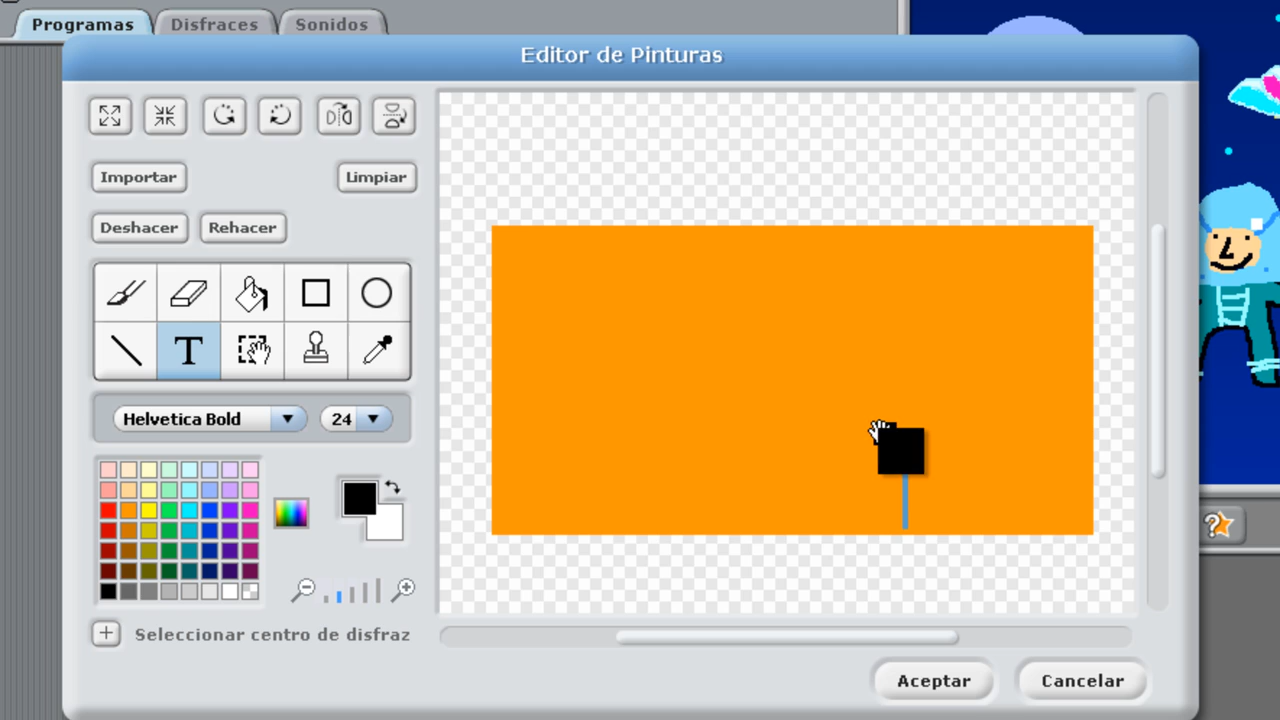 Programas
Disfraces
Sonidos
Editor de Pinturas
Importar
Limpiar
Deshacer
Rehacer
T
Helvetica Bold
24
Seleccionar centro de disfraz
Aceptar
Cancelar
?